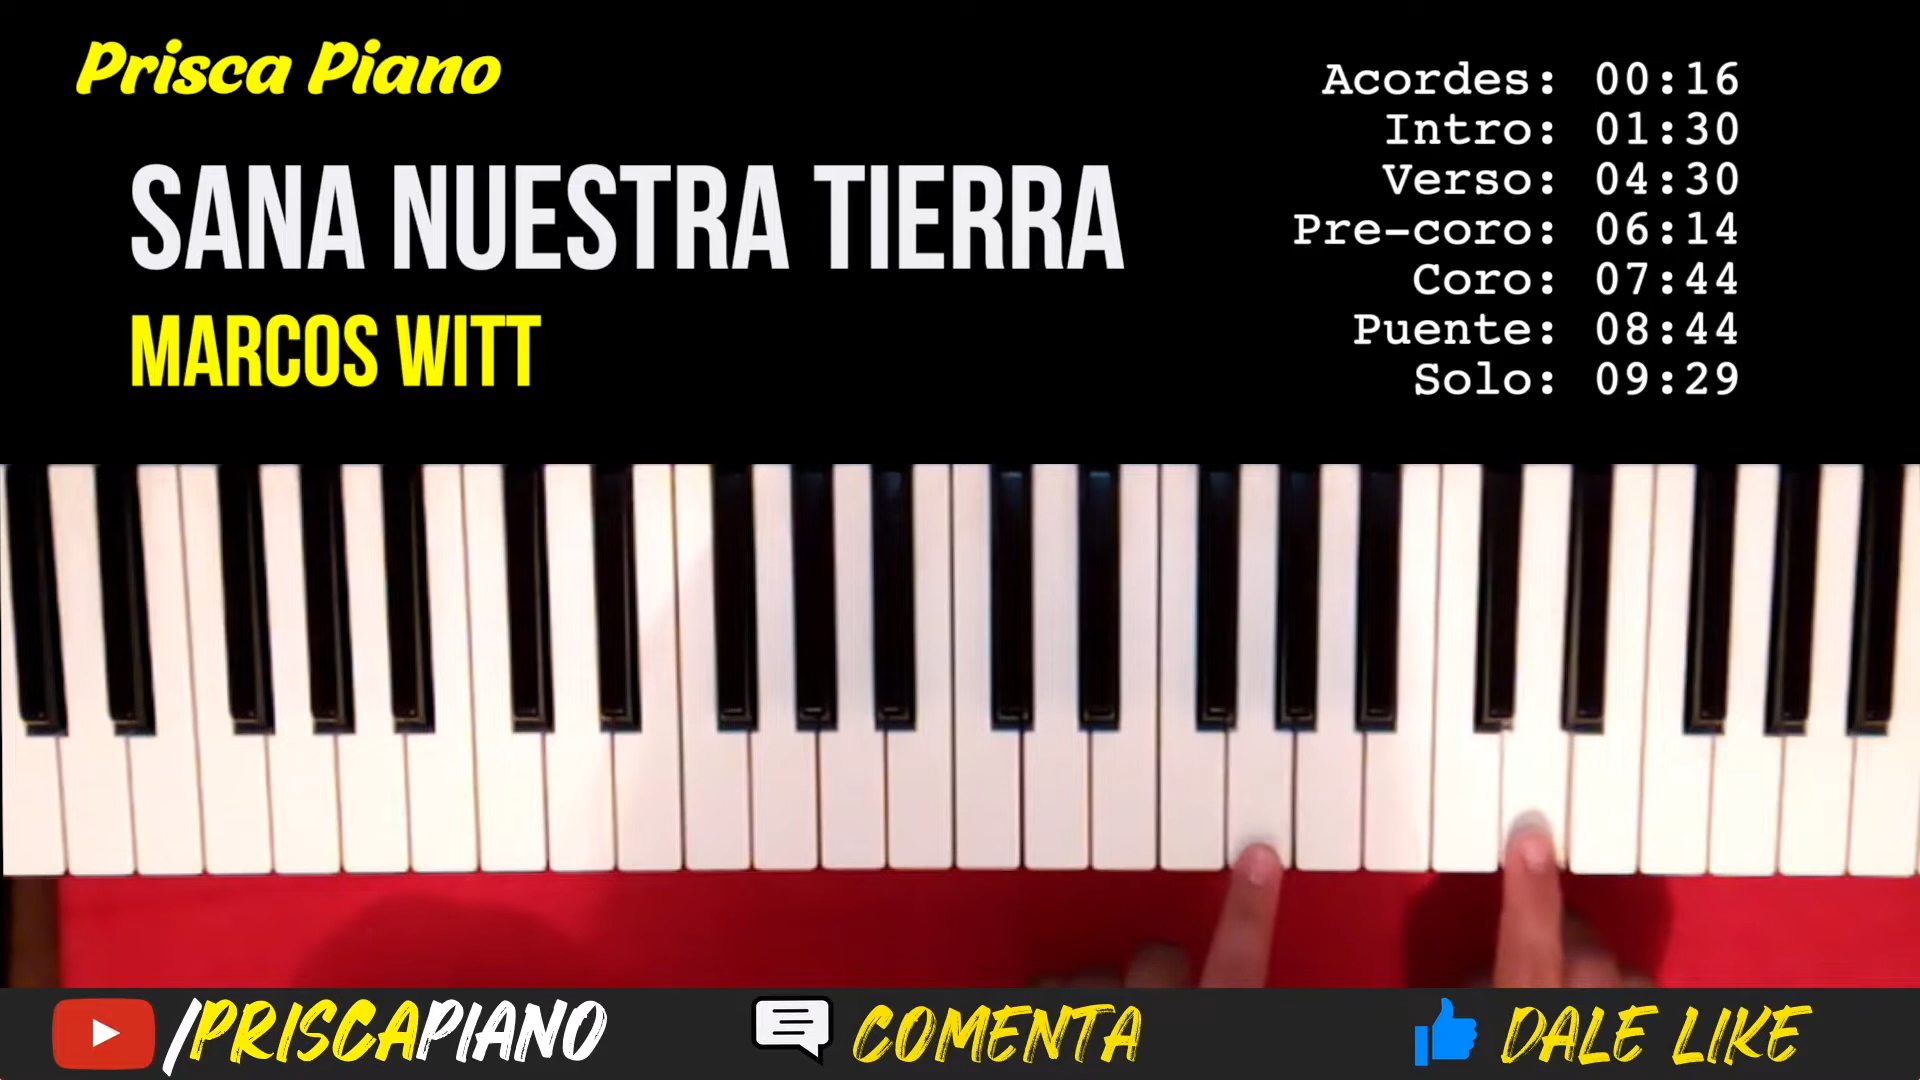 Prisca Piano
SANA NUESTRA TIERRA
MARCOS WITT
Acordes: 00:16
Intro: 01:30
Verso: 04:30
Pre-coro: 06:14
Coro: 07:44
Puente: 08:44
Solo: 09:29
/PRISCAPIANO
COMENTA
DALE LIKE